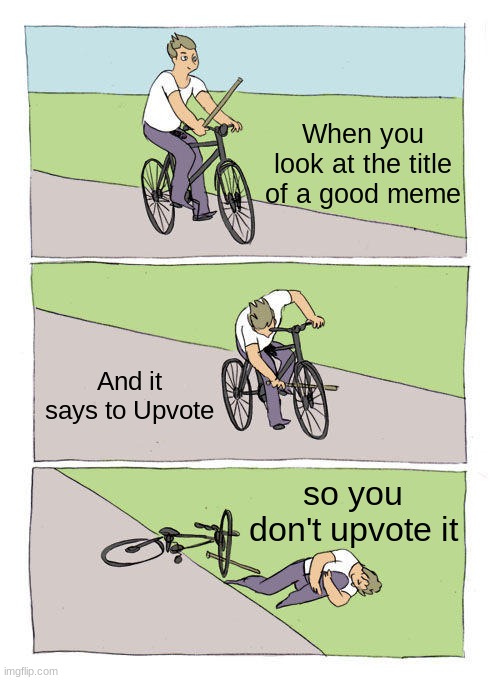 When you
look at the title
of a good meme
And it
says to Upvote
so you
don't upvote it
imgflip.com